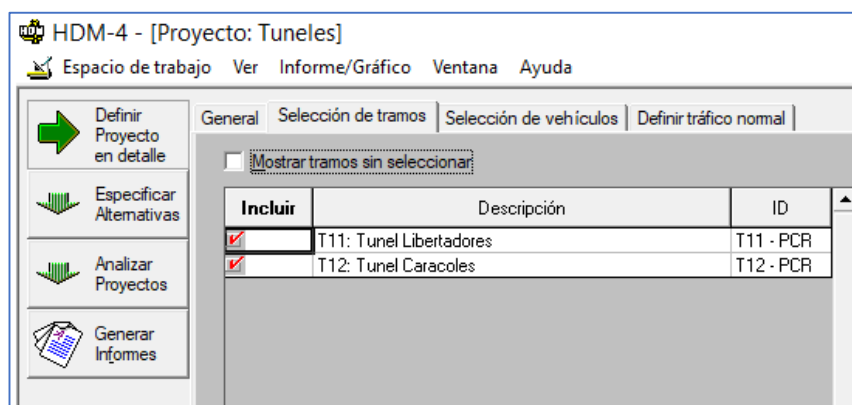 HDM-4 - [Proyecto: Tuneles]
Espacio de trabajo Ver Informe/Gráfico Ventana Ayuda
Definir
Proyecto
en detalle
Especificar
Alternativas
Analizar
Proyectos
Generar
Informes
General Selección de tramos Selección de vehículos Definir tráfico normal
Mostrar tramos sin seleccionar
Incluir Descripción ID
T11: Tunel Libertadores T11 - PCR
T12: Tunel Caracoles T12 - PCR